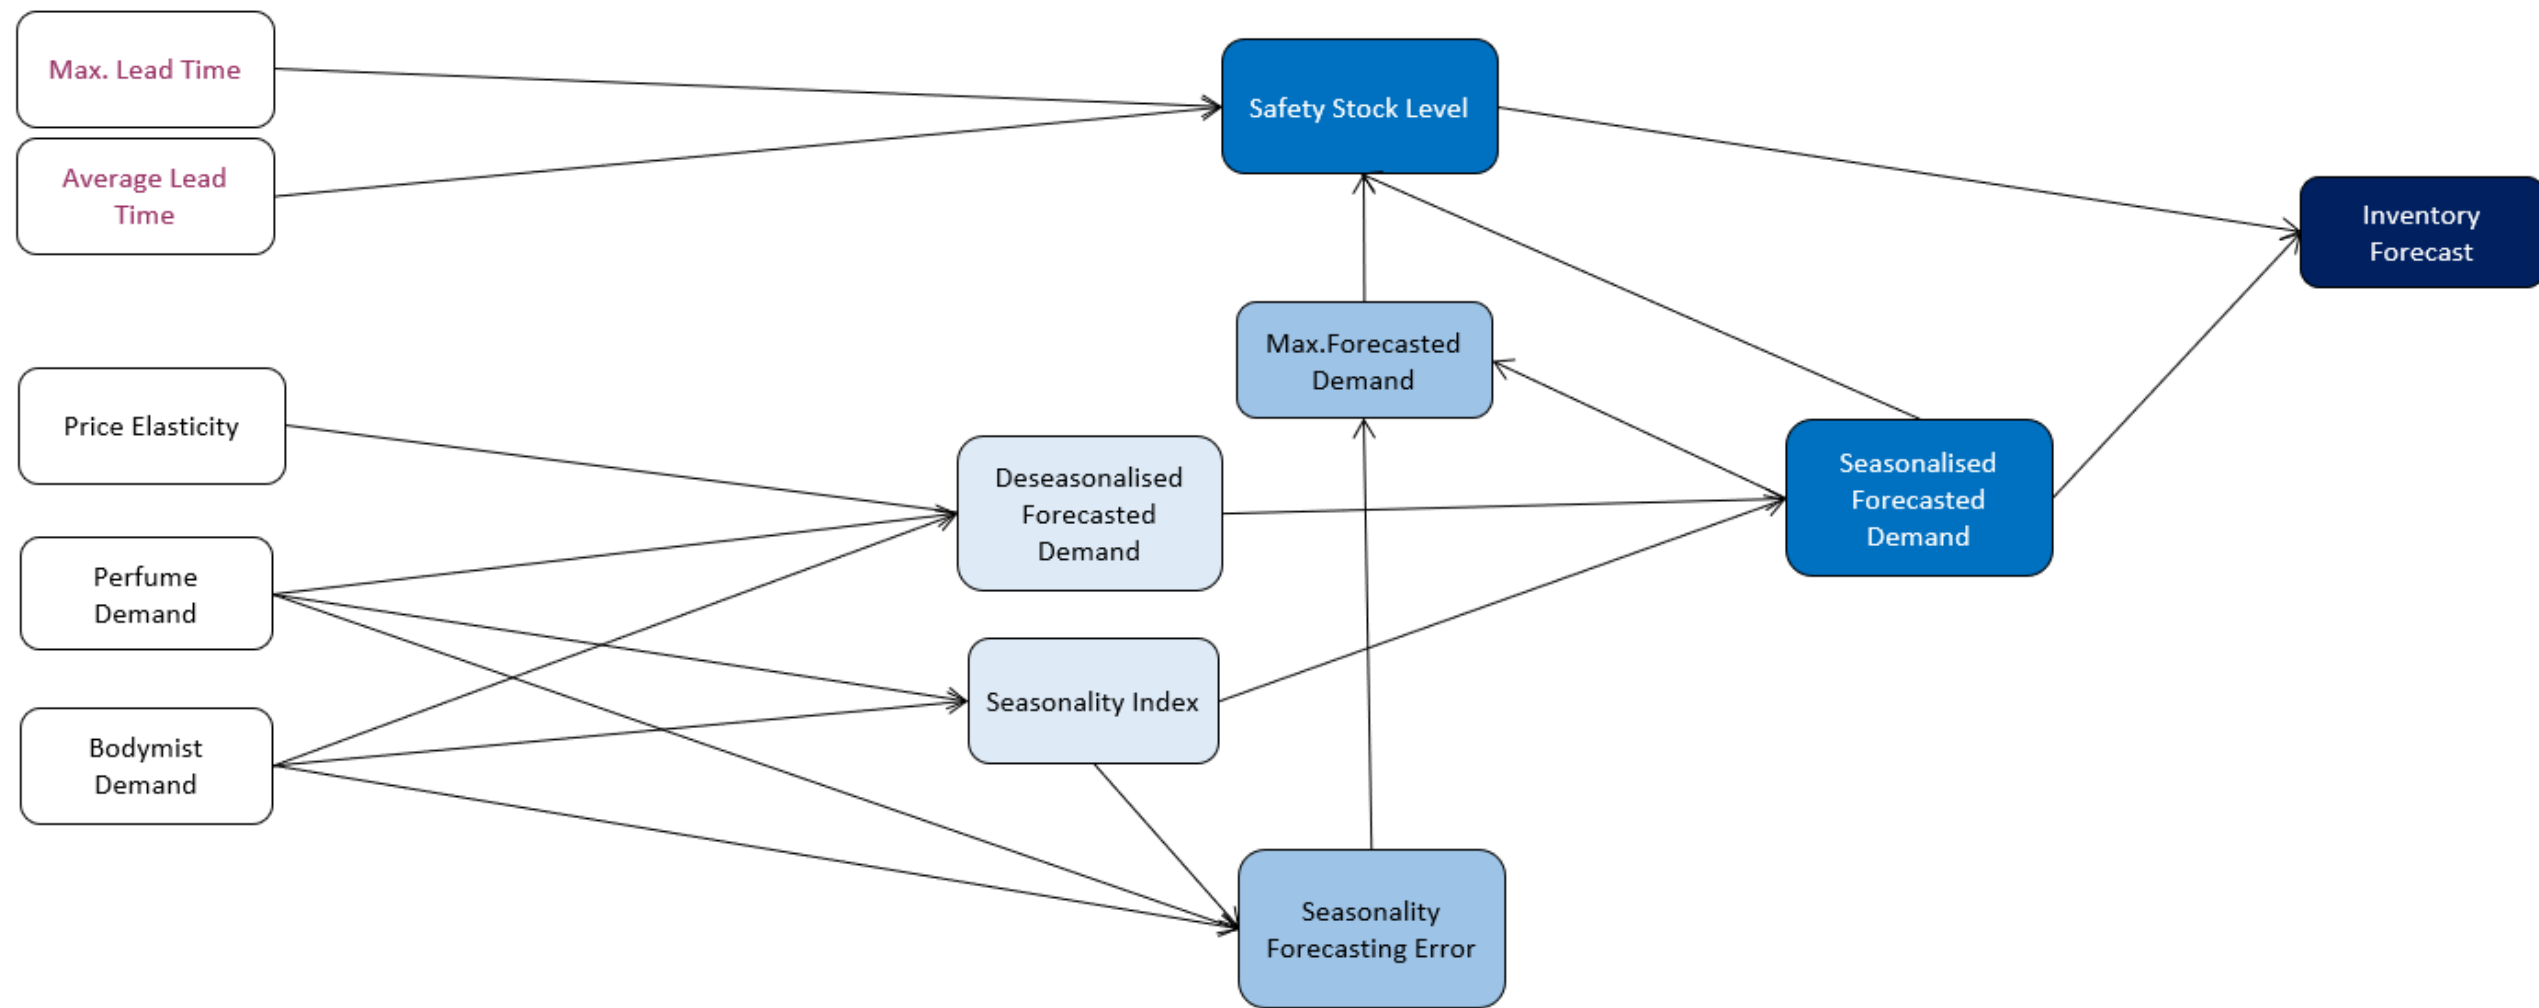 Max. Lead Time
Average Lead
Time
Price Elasticity
Perfume
Demand
Bodymist
Demand
Deseasonalised
Forecasted
Demand
Seasonality Index
Safety Stock Level
Max.Forecasted
Demand
Seasonality
Forecasting Error
Seasonalised
Forecasted
Demand
Inventory
Forecast